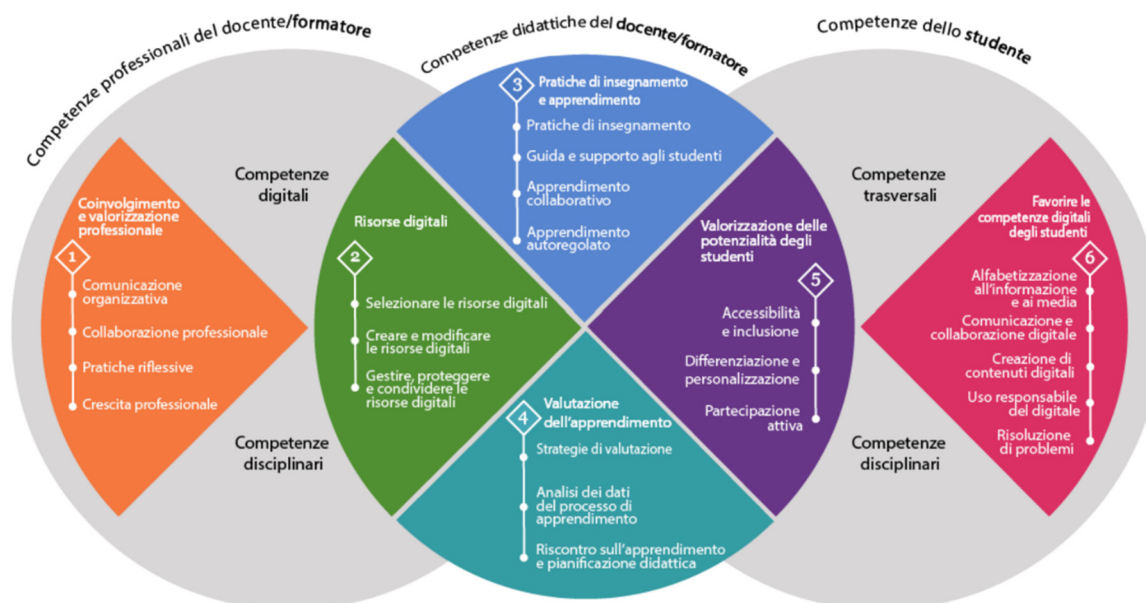 Competenze professionali del docente/formatore
Competenze didattiche del docente/formatore
Competenze dello studente
Competenze
digitali
Competenze
disciplinari
Coinvolgimento
e valorizzazione
professionale
1
Comunicazione
organizzativa
Collaborazione professionale
Pratiche riflessive
Crescita professionale
Risorse digitali
2
Selezionare le risorse digitali
Creare e modificare
le risorse digitali
Gestire, proteggere
e condividere le
risorse digitali
3
Pratiche di insegnamento
e apprendimento
Pratiche di insegnamento
Guida e supporto agli studenti
Apprendimento
collaborativo
Apprendimento
autoregolato
4
Valutazione
dell'apprendimento
Strategie di valutazione
Analisi dei dati
del processo di
apprendimento
Riscontro sull'apprendimento
e pianificazione didattica
Valorizzazione delle
potenzialità degli
studenti
5
Accessibilità
e inclusione
Differenziazione e
personalizzazione
Partecipazione
attiva
Competenze
trasversali
Competenze
disciplinari
Favorire le
competenze digitali
degli studenti
6
Alfabetizzazione
all'informazione
e ai media
Comunicazione e
collaborazione digitale
Creazione di
contenuti digitali
Uso responsabile
del digitale
Risoluzione
di problemi